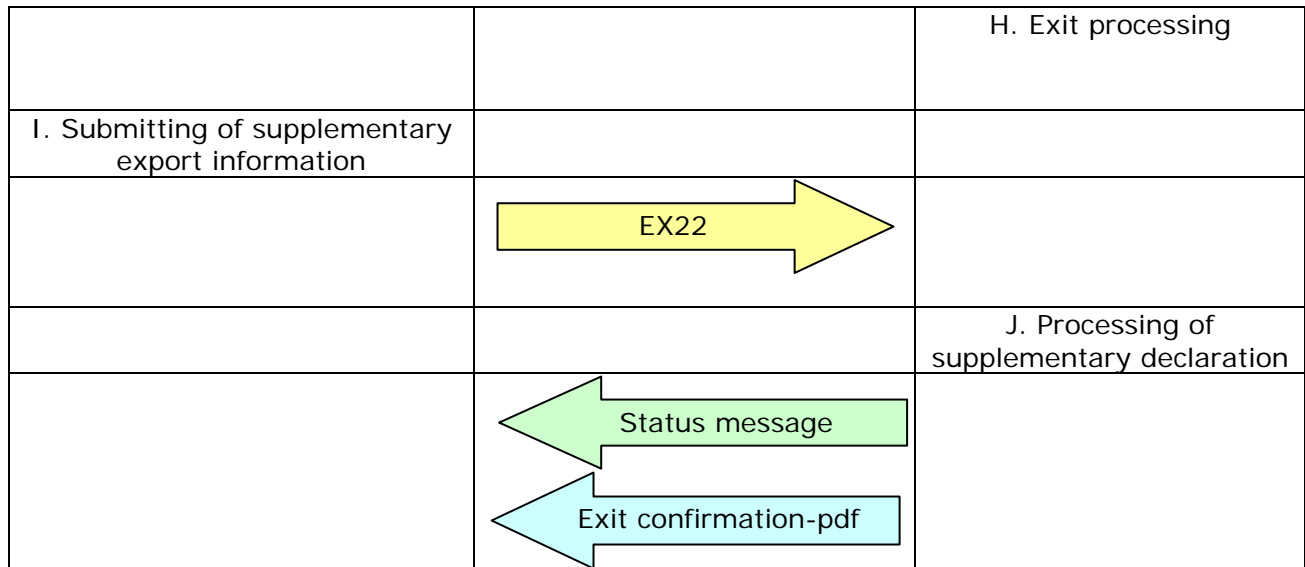 H. Exit processing
I. Submitting of supplementary
export information
EX22
J. Processing of
supplementary declaration
Status message
Exit confirmation-pdf